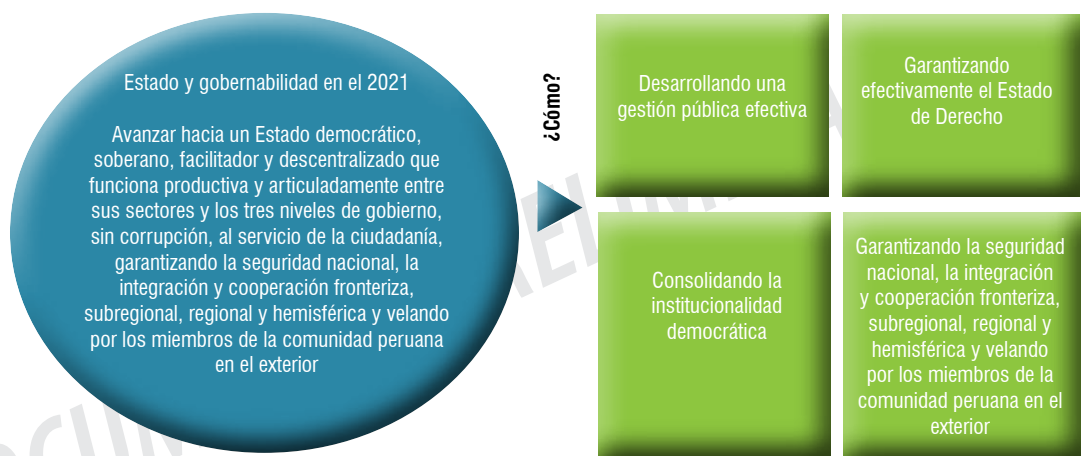 Estado y gobernabilidad en el 2021
Avanzar hacia un Estado democrático,
soberano, facilitador y descentralizado que
funciona productiva y articuladamente entre
sus sectores y los tres niveles de gobierno,
sin corrupción, al servicio de la ciudadanía,
garantizando la seguridad nacional, la
integración y cooperación fronteriza,
subregional, regional y hemisférica y velando
por los miembros de la comunidad peruana
en el exterior
¿Cómo?
Desarrollando una
gestión pública efectiva
Garantizando
efectivamente el Estado
de Derecho
Consolidando la
institucionalidad
democrática
Garantizando la seguridad
nacional, la integración
y cooperación fronteriza,
subregional, regional y
hemisférica y velando
por los miembros de la
comunidad peruana en el
exterior